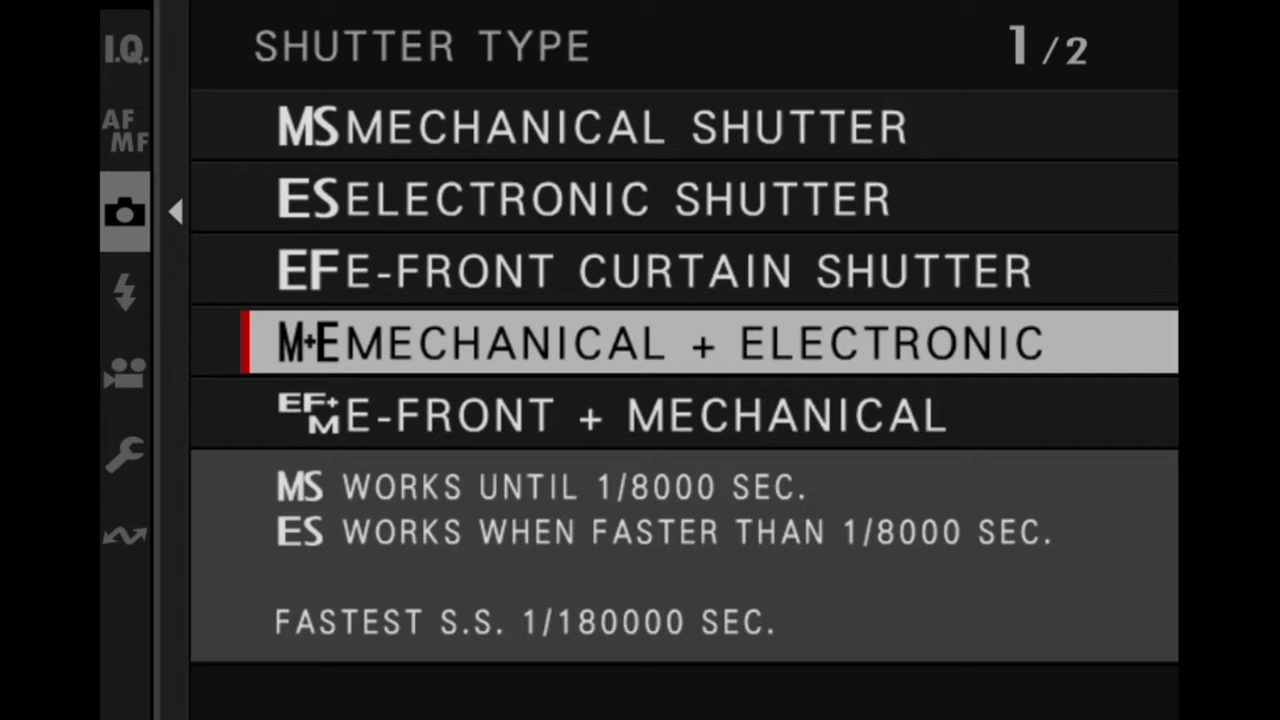 SHUTTER TYPE 1/2
I.Q.
AF
MF
MS MECHANICAL SHUTTER
ES ELECTRONIC SHUTTER
EF E-FRONT CURTAIN SHUTTER
M+E MECHANICAL + ELECTRONIC
EF+M E-FRONT + MECHANICAL
MS WORKS UNTIL 1/8000 SEC.
ES WORKS WHEN FASTER THAN 1/8000 SEC.
FASTEST S.S. 1/180000 SEC.